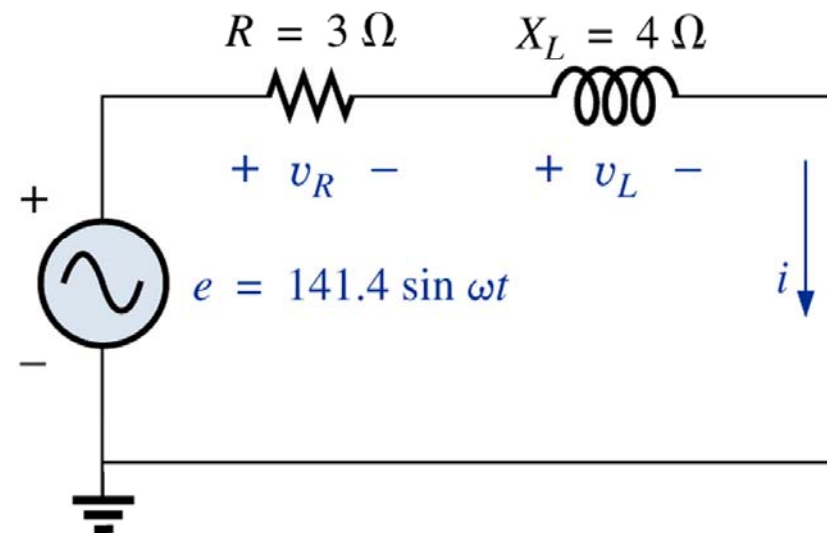 R = 3 Ω
X_L = 4 Ω
+ v_R −
+ v_L −
+
e = 141.4 sin ωt
i
−